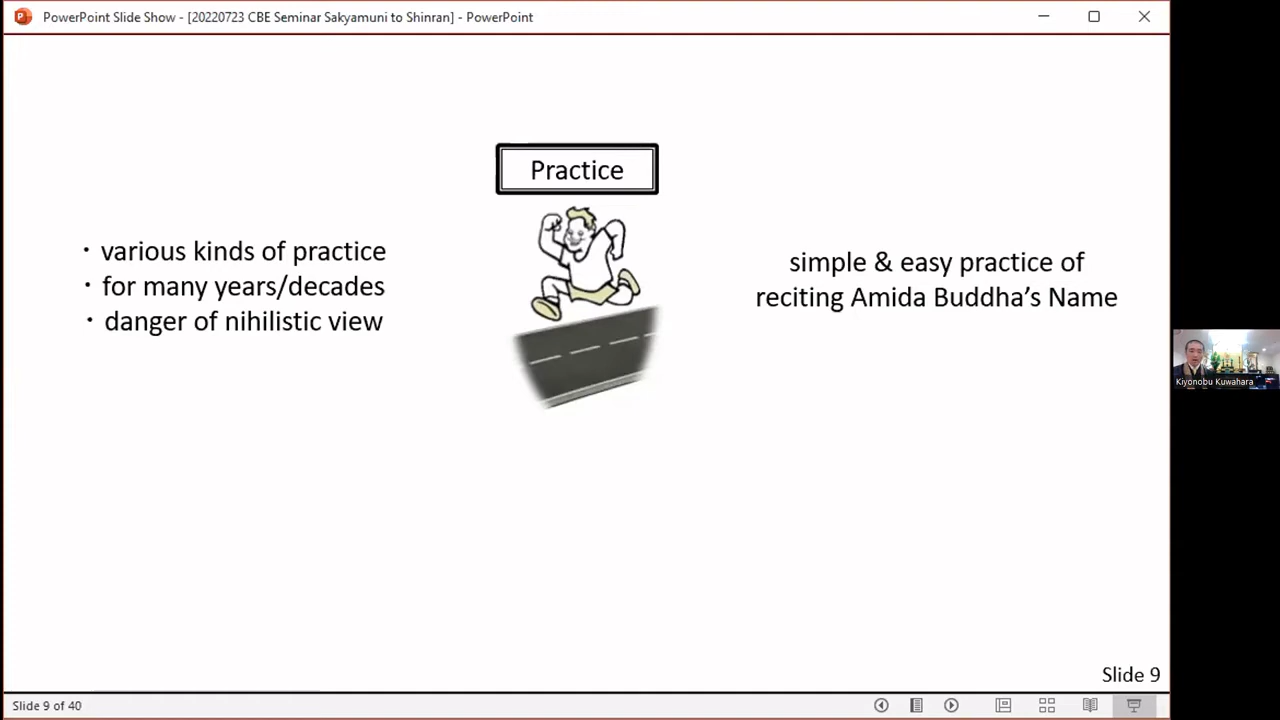 PowerPoint Slide Show - [20220723 CBE Seminar Sakyamuni to Shinran] - PowerPoint
Practice
・various kinds of practice
・for many years/decades
・danger of nihilistic view
simple & easy practice of
reciting Amida Buddha's Name
Kiyonobu Kuwahara
Slide 9
Slide 9 of 40